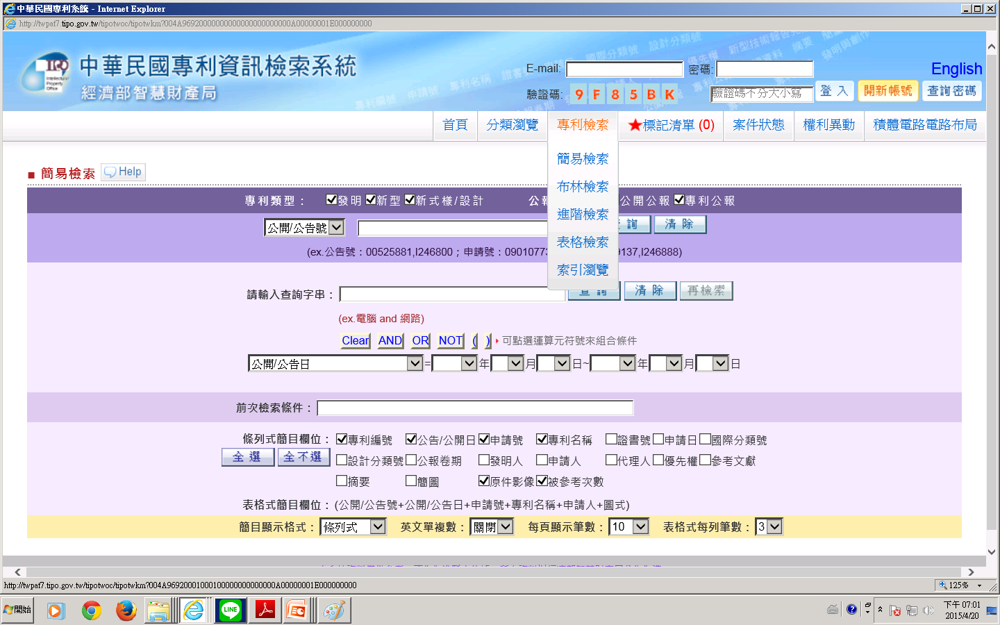 中華民國專利系統 - Internet Explorer
http://twpat7.tipo.gov.tw/tipotwoc/tipotwkm?
中華民國專利資訊檢索系統
經濟部智慧財產局
E-mail: 密碼: English
驗證碼: 9 F 8 5 B K 驗證碼不分大小寫 登 入 開新帳號 查詢密碼
首頁 分類瀏覽 專利檢索 ★標記清單 (0) 案件狀態 權利異動 積體電路電路布局
簡易檢索
布林檢索
進階檢索
表格檢索
索引瀏覽
簡易檢索 Help
專利類型： 發明 新型 新式樣/設計 公開公報 專利公報
公開/公告號 詢 清 除
(ex.公告號：00525881,I246800；申請號：0901077 9137,I246888)
請輸入查詢字串： 查 詢 清 除 再檢索
(ex.電腦 and 網路)
Clear AND OR NOT ( ) 可點選運算元符號來組合條件
公開/公告日 = 年 月 日~ 年 月 日
前次檢索條件：
條列式簡目欄位： 專利編號 公告/公開日 申請號 專利名稱 證書號 申請日 國際分類號
全 選 全 不 選 設計分類號 公報卷期 發明人 申請人 代理人 優先權 參考文獻
摘要 簡圖 原件影像 被參考次數
表格式簡目欄位： (公開/公告號+公開/公告日+申請號+專利名稱+申請人+圖式)
簡目顯示格式： 條列式 英文單複數： 關閉 每頁顯示筆數： 10 表格式每列筆數： 3
http://twpat7.tipo.gov.tw/tipotwoc/tipotwkm? 125%
開始 LINE 下午 07:01
2015/4/20